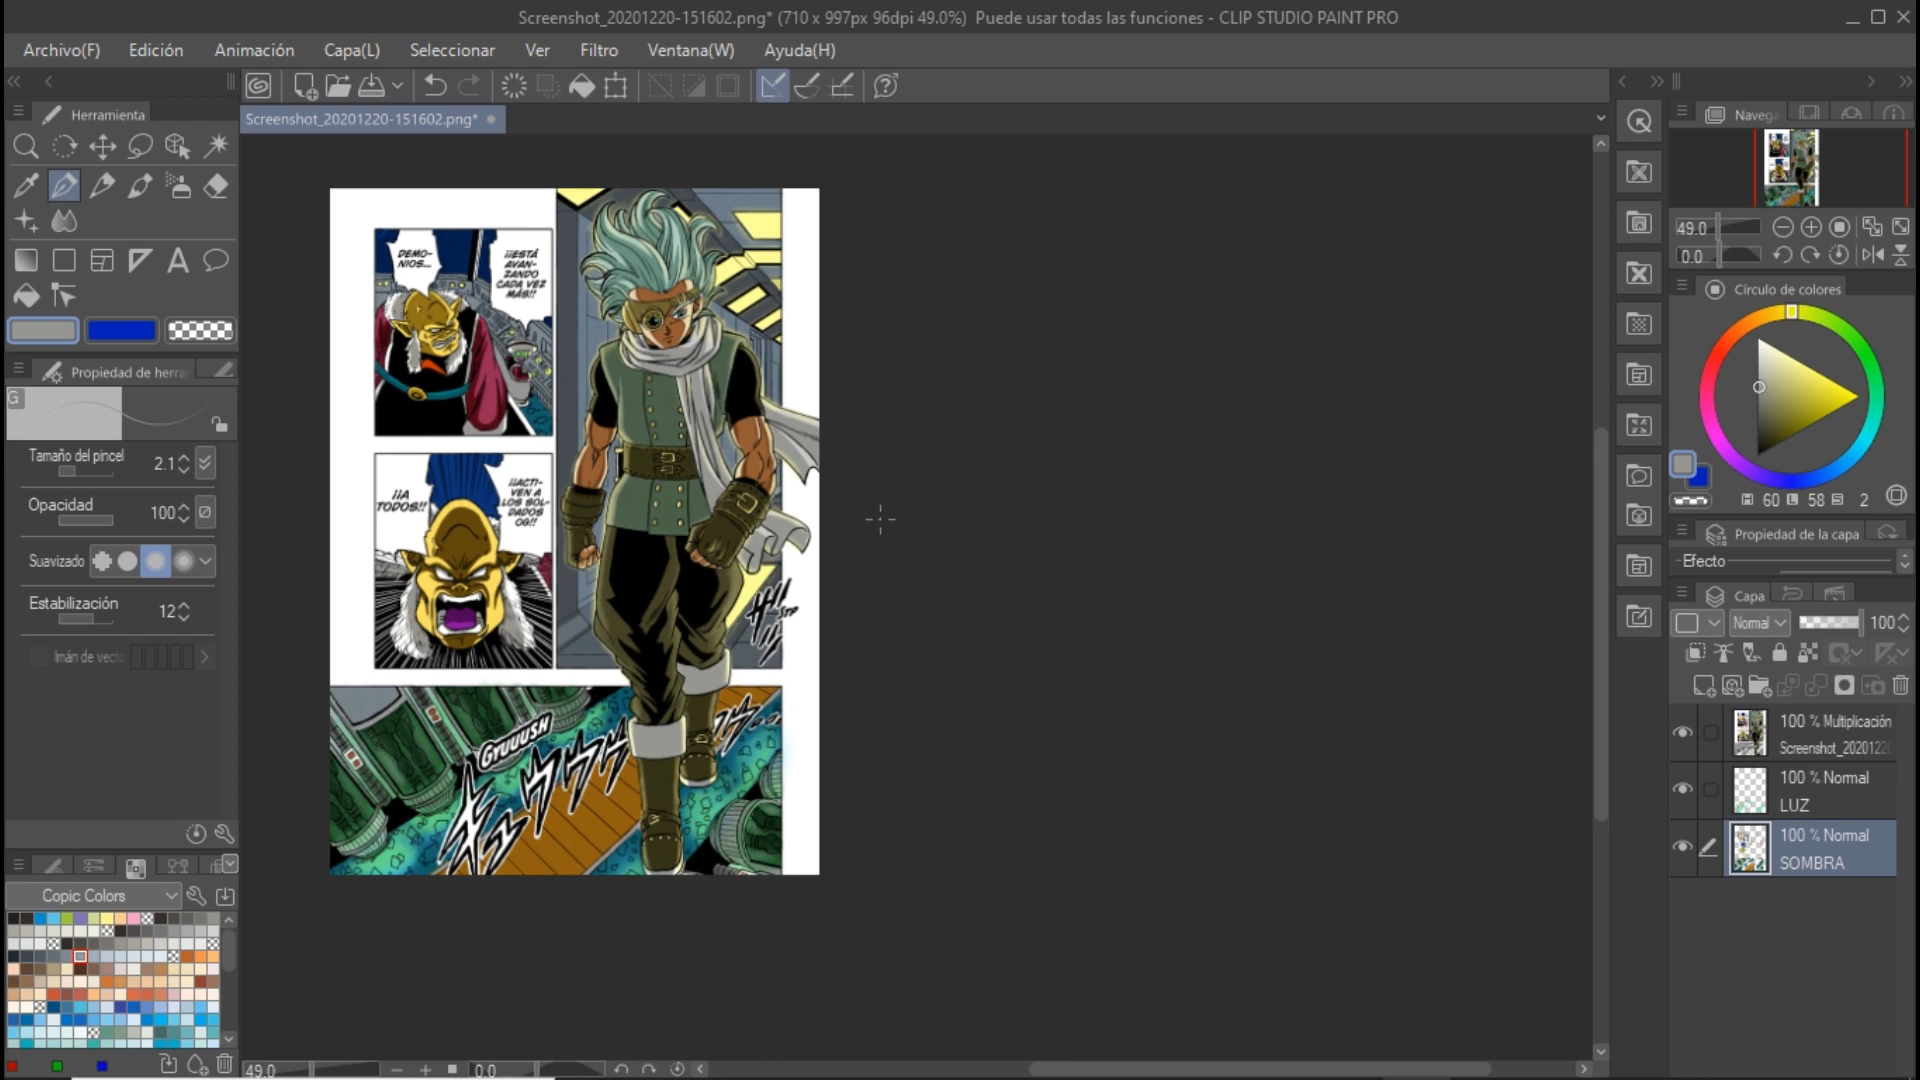 Screenshot_20201220-151602.png* (710 x 997px 96dpi 49.0%)  Puede usar todas las funciones - CLIP STUDIO PAINT PRO
Archivo(F) Edición Animación Capa(L) Seleccionar Ver Filtro Ventana(W) Ayuda(H)
Herramienta
Screenshot_20201220-151602.png*
Propiedad de herra
G
Tamaño del pincel 2.1
Opacidad 100
Suavizado
Estabilización 12
Imán de vecto
Copic Colors
DEMO-
NIOS...
¡¡ESTÁ
AVAN-
ZANDO
CADA VEZ
MÁS!!
¡¡A
TODOS!!
¡¡ACTI-
VEN A
LOS SOL-
DADOS
OG!!
STP
GYUUUSH
49.0
0.0
Navega
49.0
0.0
Círculo de colores
H 60 L 58 S 2
Propiedad de la capa
Efecto
Capa
Normal 100
100 % Multiplicación
Screenshot_2020122
100 % Normal
LUZ
100 % Normal
SOMBRA